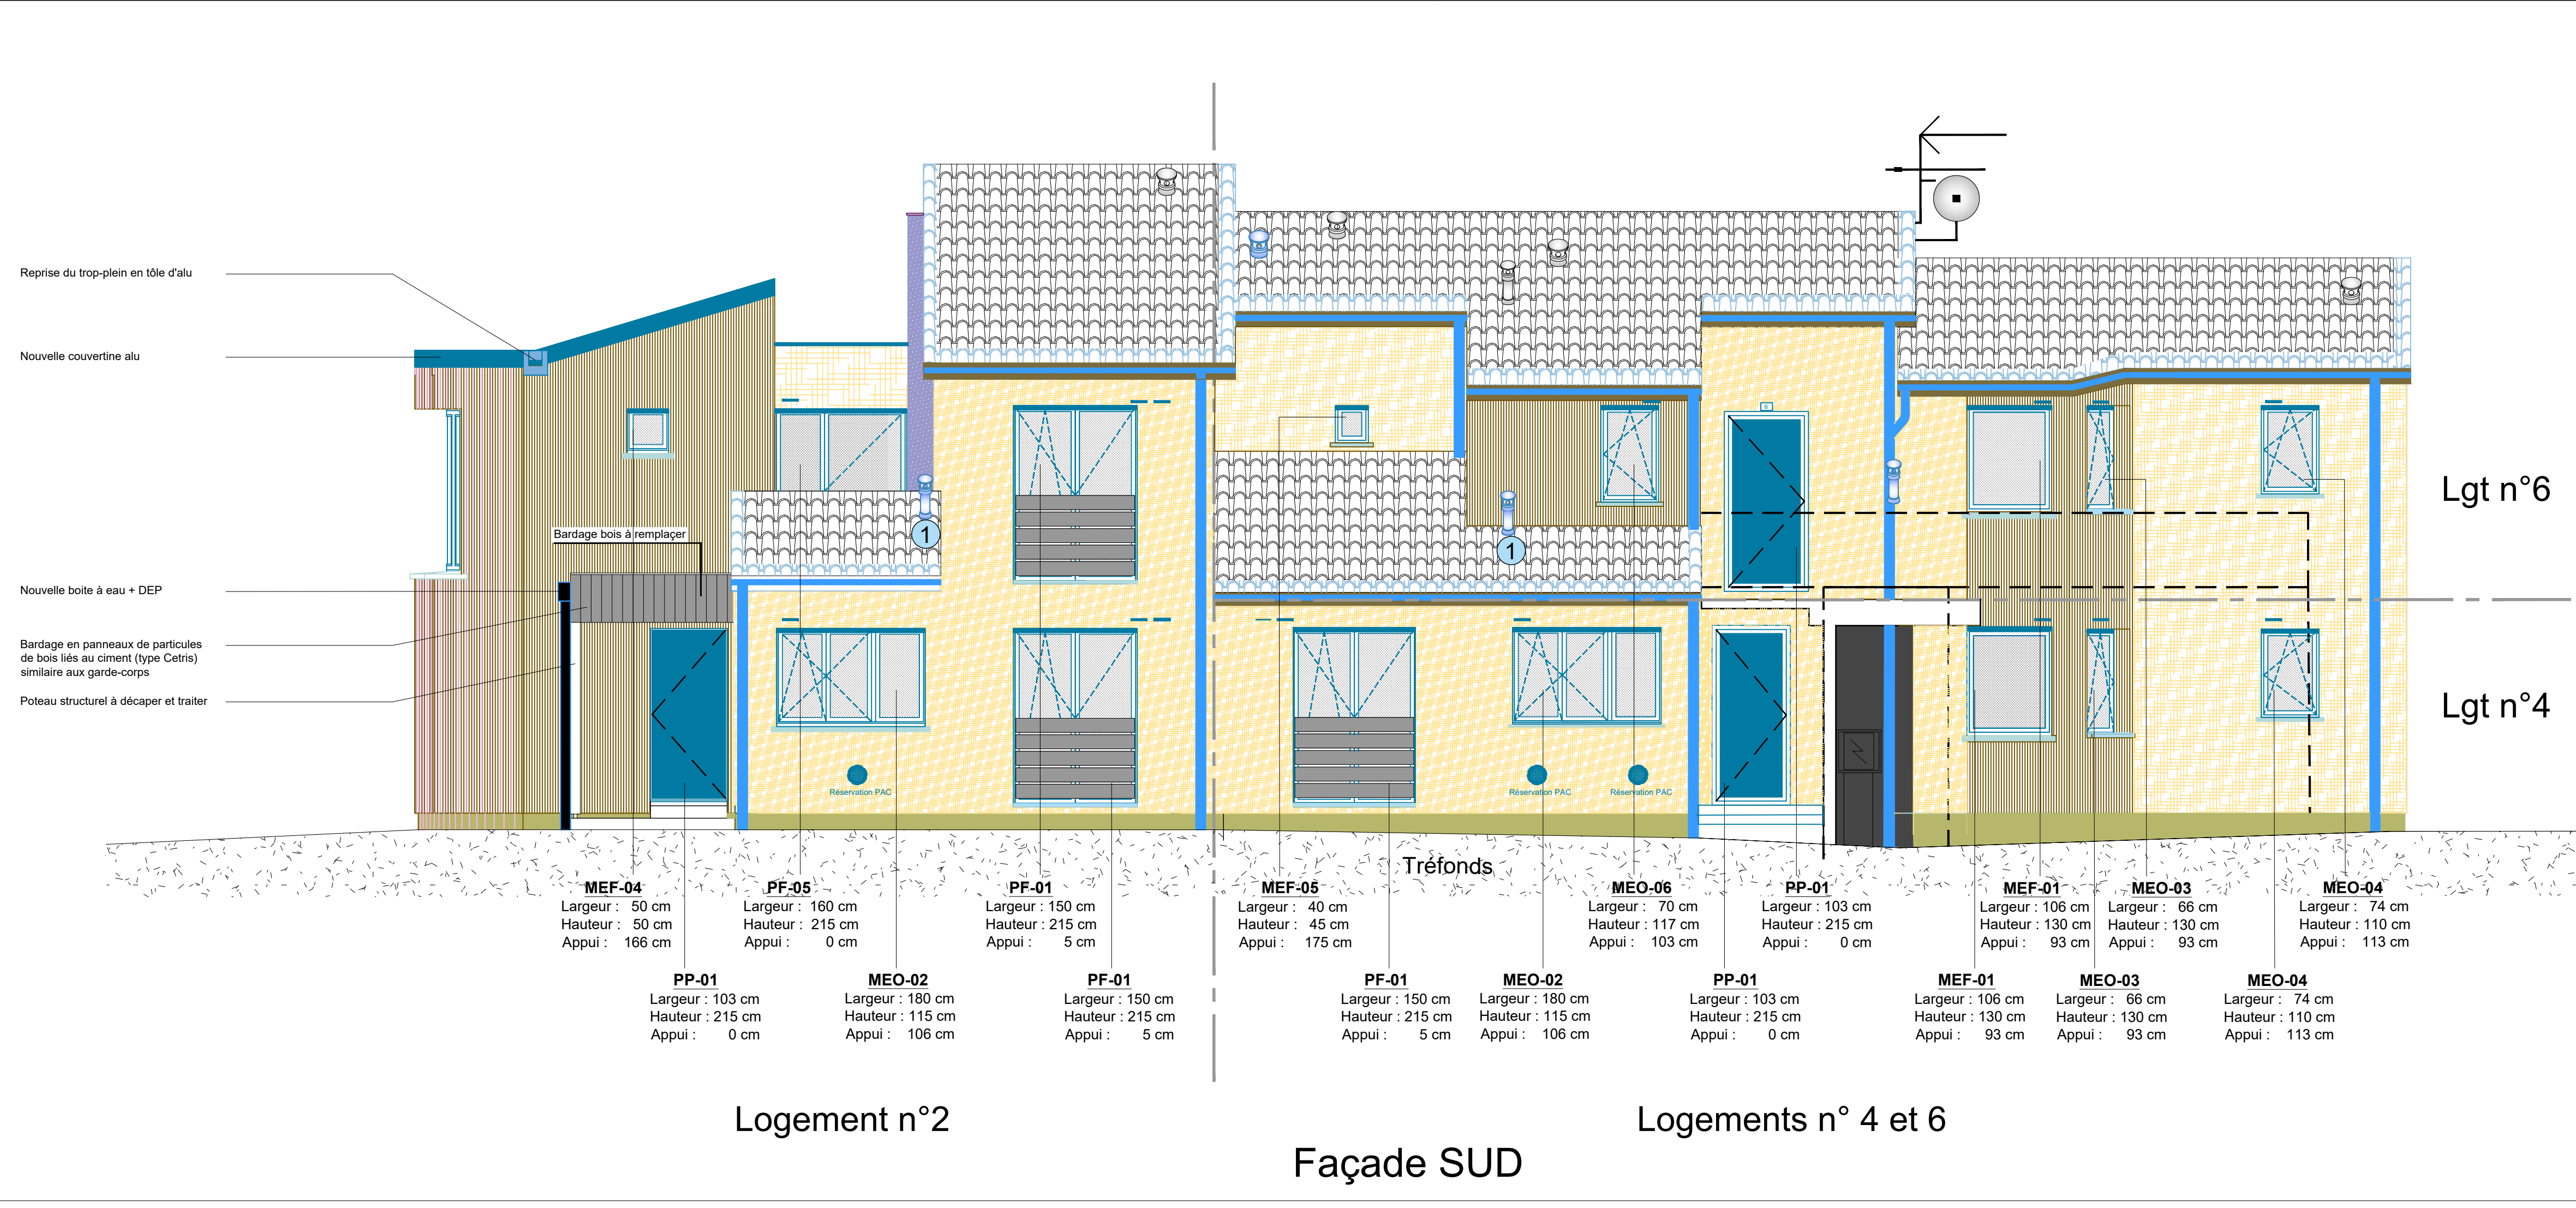 Reprise du trop-plein en tôle d'alu
Nouvelle couvertine alu
Nouvelle boite à eau + DEP
Bardage en panneaux de particules
de bois liés au ciment (type Cetris)
similaire aux garde-corps
Poteau structurel à décaper et traiter
Bardage bois à remplaçer
1
1
6
Réservation PAC
Réservation PAC
Réservation PAC
Lgt n°6
Lgt n°4
Tréfonds
MEF-04
Largeur : 50 cm
Hauteur : 50 cm
Appui : 166 cm
PF-05
Largeur : 160 cm
Hauteur : 215 cm
Appui : 0 cm
PF-01
Largeur : 150 cm
Hauteur : 215 cm
Appui : 5 cm
MEF-05
Largeur : 40 cm
Hauteur : 45 cm
Appui : 175 cm
MEO-06
Largeur : 70 cm
Hauteur : 117 cm
Appui : 103 cm
PP-01
Largeur : 103 cm
Hauteur : 215 cm
Appui : 0 cm
MEF-01
Largeur : 106 cm
Hauteur : 130 cm
Appui : 93 cm
MEO-03
Largeur : 66 cm
Hauteur : 130 cm
Appui : 93 cm
MEO-04
Largeur : 74 cm
Hauteur : 110 cm
Appui : 113 cm
PP-01
Largeur : 103 cm
Hauteur : 215 cm
Appui : 0 cm
MEO-02
Largeur : 180 cm
Hauteur : 115 cm
Appui : 106 cm
PF-01
Largeur : 150 cm
Hauteur : 215 cm
Appui : 5 cm
PF-01
Largeur : 150 cm
Hauteur : 215 cm
Appui : 5 cm
MEO-02
Largeur : 180 cm
Hauteur : 115 cm
Appui : 106 cm
PP-01
Largeur : 103 cm
Hauteur : 215 cm
Appui : 0 cm
MEF-01
Largeur : 106 cm
Hauteur : 130 cm
Appui : 93 cm
MEO-03
Largeur : 66 cm
Hauteur : 130 cm
Appui : 93 cm
MEO-04
Largeur : 74 cm
Hauteur : 110 cm
Appui : 113 cm
Logement n°2
Logements n° 4 et 6
Façade SUD